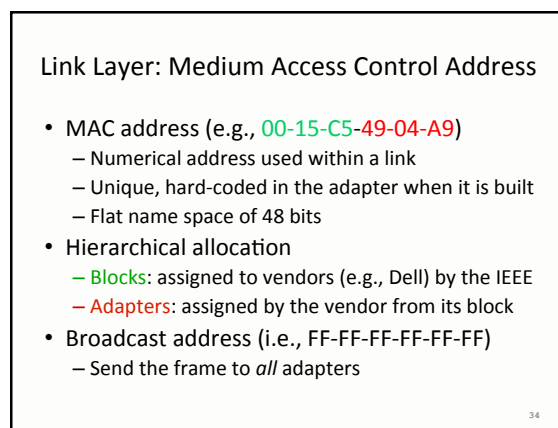 Link Layer: Medium Access Control Address
• MAC address (e.g., 00-15-C5-49-04-A9)
– Numerical address used within a link
– Unique, hard-coded in the adapter when it is built
– Flat name space of 48 bits
• Hierarchical allocation
– Blocks: assigned to vendors (e.g., Dell) by the IEEE
– Adapters: assigned by the vendor from its block
• Broadcast address (i.e., FF-FF-FF-FF-FF-FF)
– Send the frame to all adapters
34